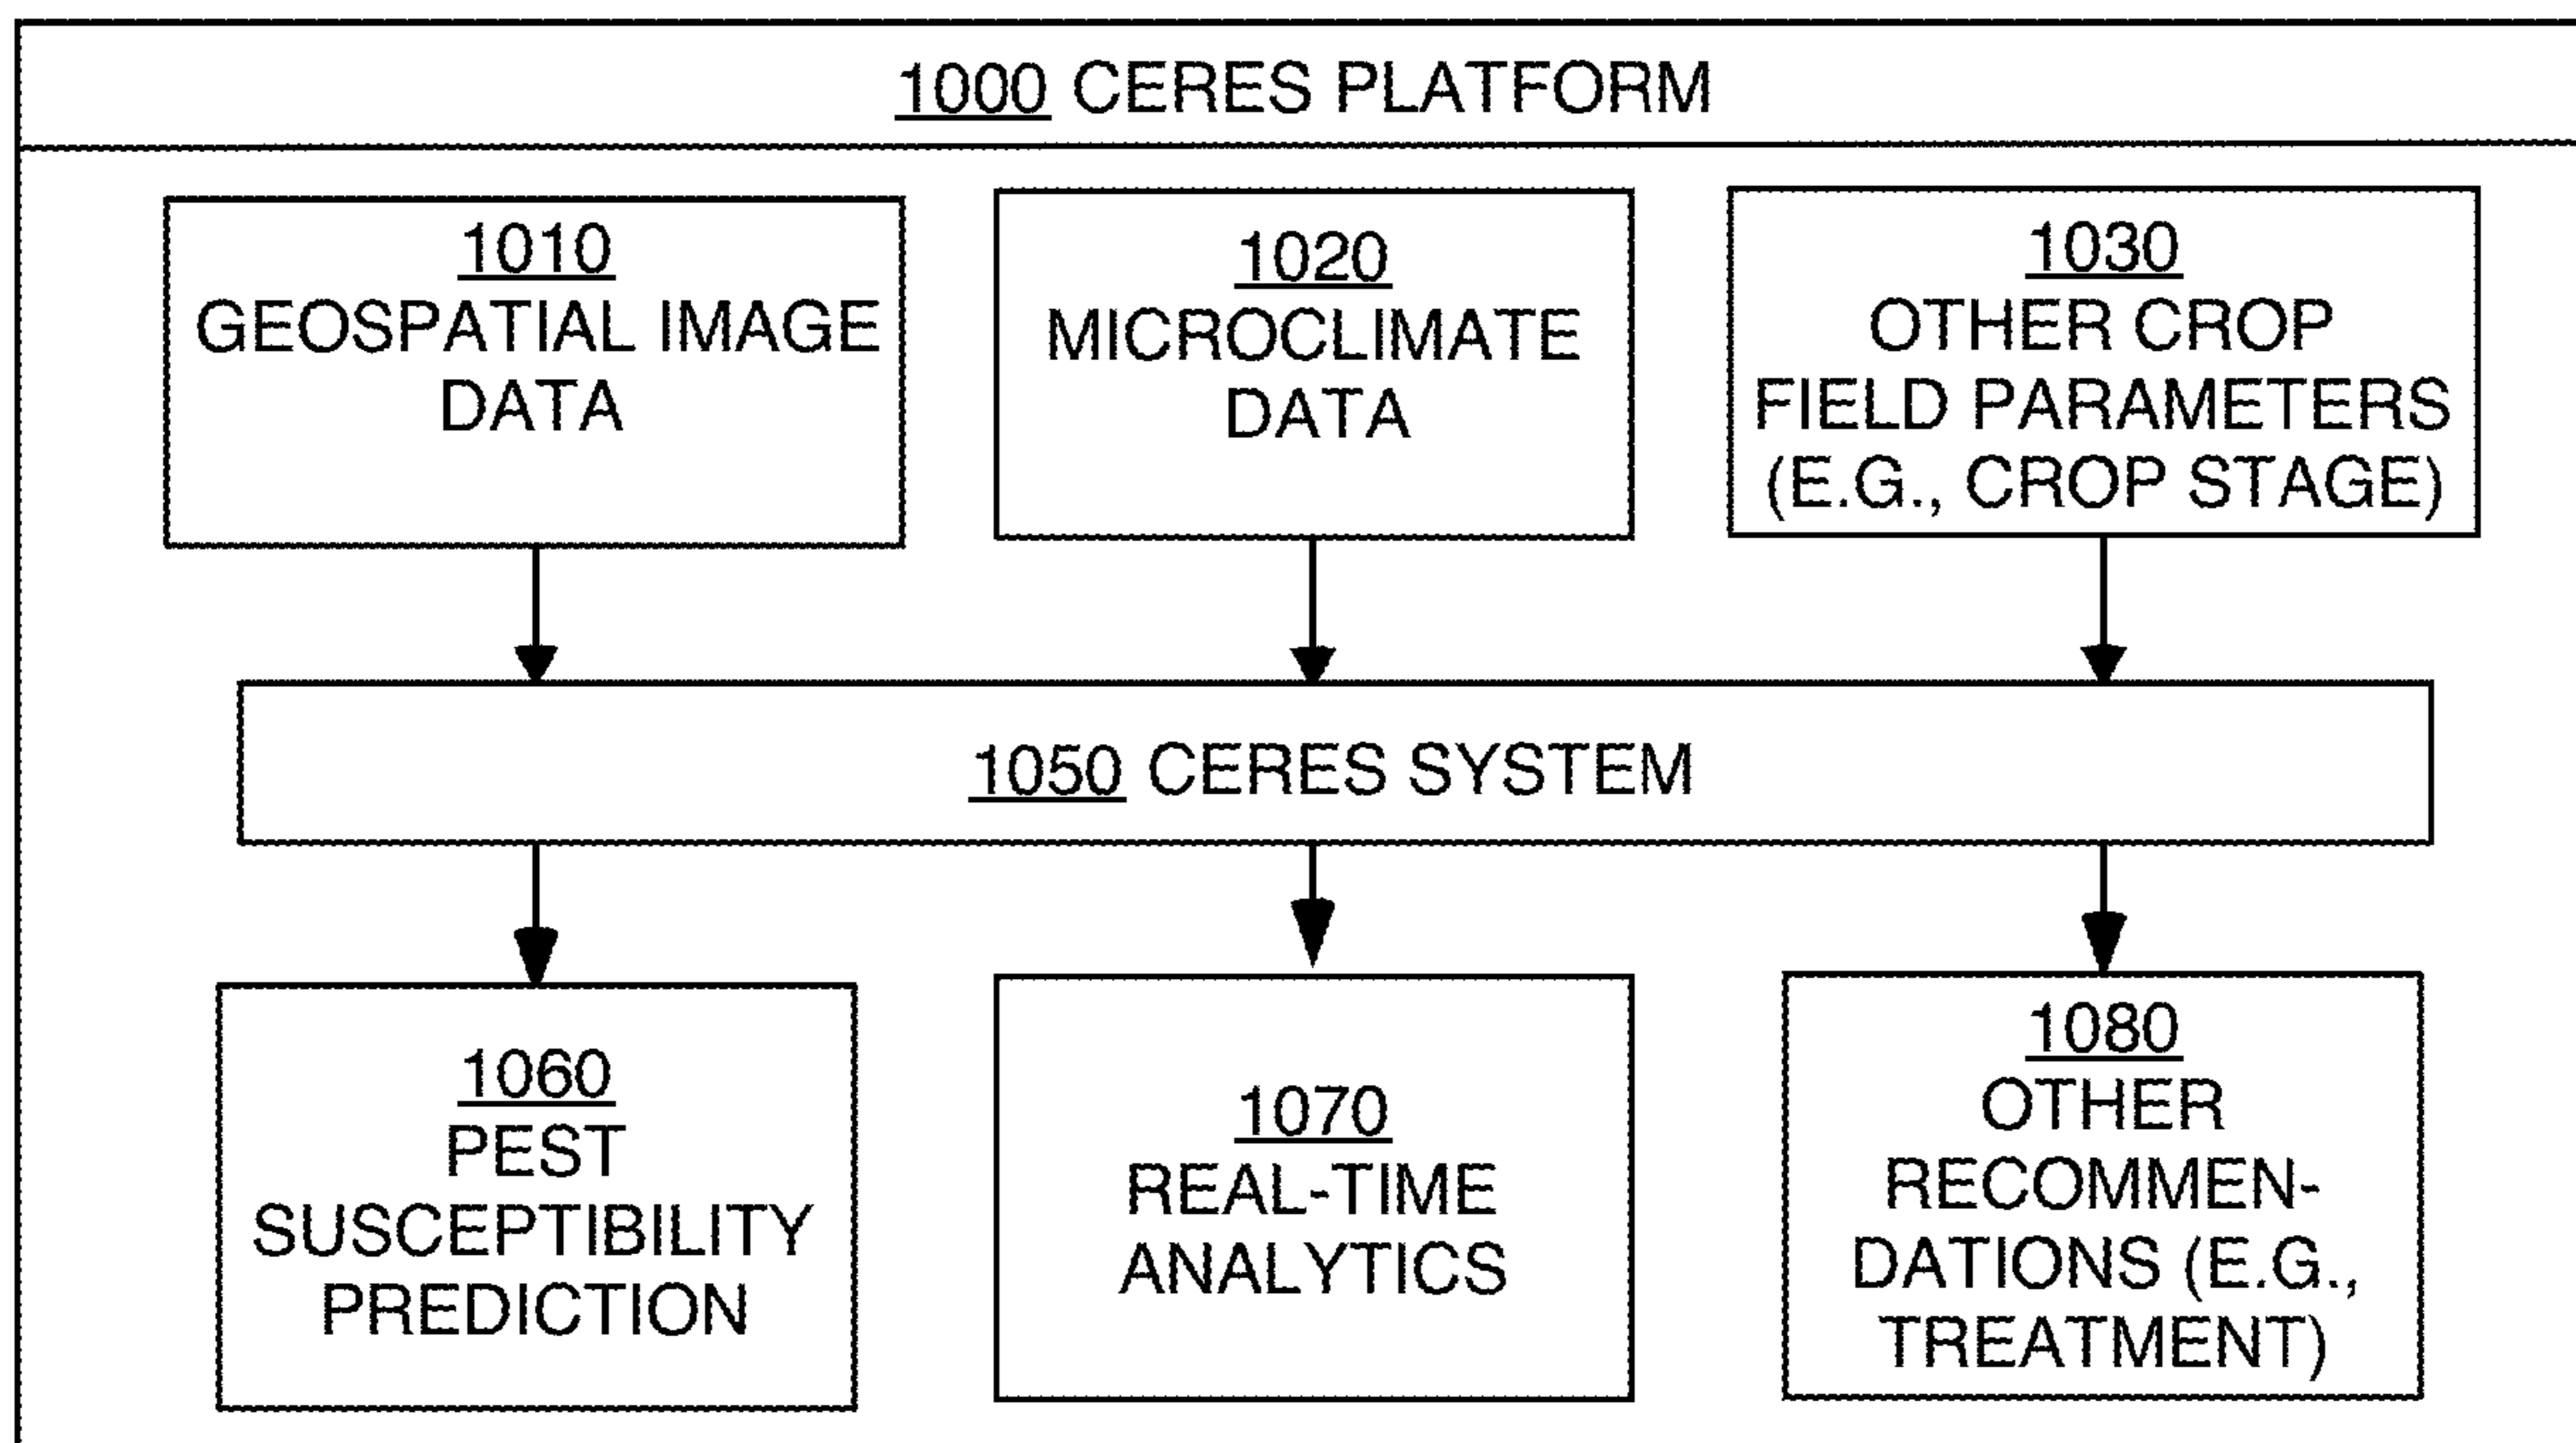 1000 CERES PLATFORM
1010
GEOSPATIAL IMAGE
DATA
1020
MICROCLIMATE
DATA
1030
OTHER CROP
FIELD PARAMETERS
(E.G., CROP STAGE)
1050 CERES SYSTEM
1060
PEST
SUSCEPTIBILITY
PREDICTION
1070
REAL-TIME
ANALYTICS
1080
OTHER
RECOMMEN-
DATIONS (E.G.,
TREATMENT)